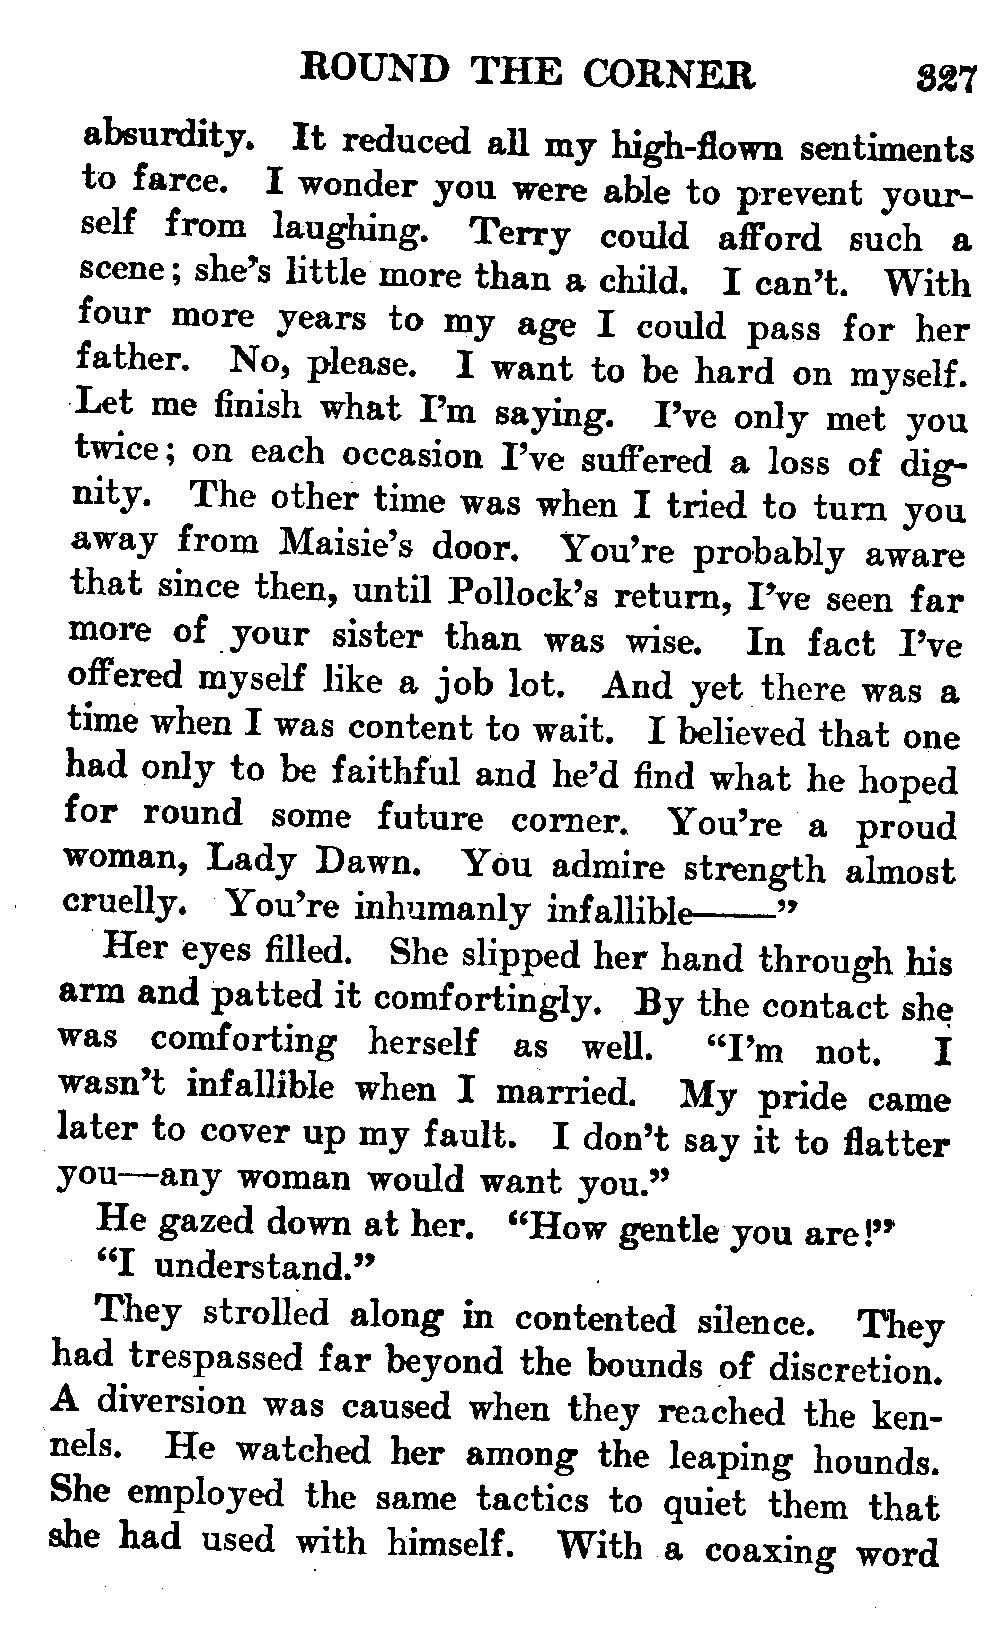 ROUND THE CORNER 327
absurdity. It reduced all my high-flown sentiments
to farce. I wonder you were able to prevent your-
self from laughing. Terry could afford such a
scene; she's little more than a child. I can't. With
four more years to my age I could pass for her
father. No, please. I want to be hard on myself.
Let me finish what I'm saying. I've only met you
twice; on each occasion I've suffered a loss of dig-
nity. The other time was when I tried to turn you
away from Maisie's door. You're probably aware
that since then, until Pollock's return, I've seen far
more of your sister than was wise. In fact I've
offered myself like a job lot. And yet there was a
time when I was content to wait. I believed that one
had only to be faithful and he'd find what he hoped
for round some future corner. You're a proud
woman, Lady Dawn. You admire strength almost
cruelly. You're inhumanly infallible——"
Her eyes filled. She slipped her hand through his
arm and patted it comfortingly. By the contact she
was comforting herself as well. "I'm not. I
wasn't infallible when I married. My pride came
later to cover up my fault. I don't say it to flatter
you—any woman would want you."
He gazed down at her. "How gentle you are!"
"I understand."
They strolled along in contented silence. They
had trespassed far beyond the bounds of discretion.
A diversion was caused when they reached the ken-
nels. He watched her among the leaping hounds.
She employed the same tactics to quiet them that
she had used with himself. With a coaxing word